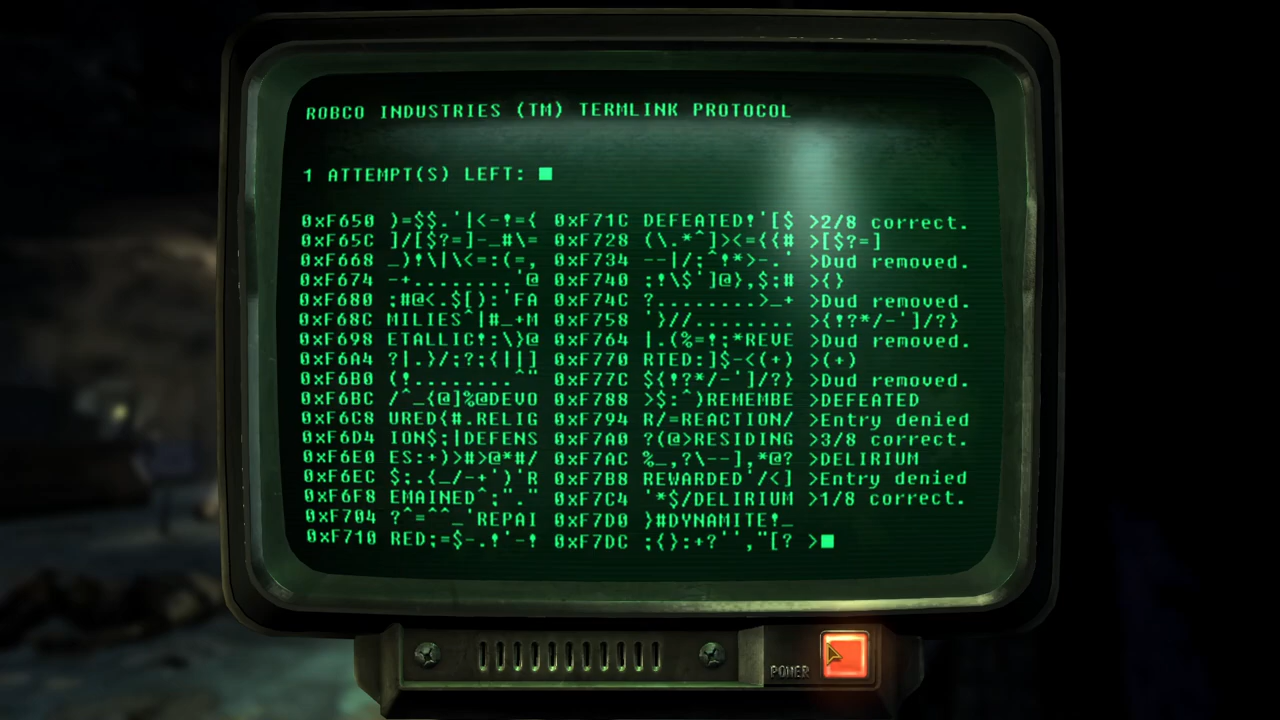 ROBCO INDUSTRIES (TM) TERMLINK PROTOCOL
1 ATTEMPT(S) LEFT: ■
0xF650 )=$$.'|<-!={ 0xF71C DEFEATED!'[$ >2/8 correct.
0xF65C ]/[$?=]-_#\= 0xF728 (\.*^]><={{# >[$?=]
0xF668 _)!\|\<=:(=, 0xF734 --|/;^!*>-.' >Dud removed.
0xF674 -+........'@ 0xF740 ;!\$']@},$;# >{}
0xF680 ;#@<.$[):'FA 0xF74C ?........>_+ >Dud removed.
0xF68C MILIES^|#_+M 0xF758 '}//........ >{!?*/-']/?}
0xF698 ETALLIC!:\}@ 0xF764 |.(%=!;*REVE >Dud removed.
0xF6A4 ?|.}/;?;{||] 0xF770 RTED:]$-<(+) >(+)
0xF6B0 (!........^" 0xF77C ${!?*/-']/?} >Dud removed.
0xF6BC /^_{@]%@DEVO 0xF788 >$:^)REMEMBE >DEFEATED
0xF6C8 URED{#.RELIG 0xF794 R/=REACTION/ >Entry denied
0xF6D4 ION$;|DEFENS 0xF7A0 ?(@>RESIDING >3/8 correct.
0xF6E0 ES:+)>#>@*#/ 0xF7AC %_,?\--],*@? >DELIRIUM
0xF6EC $;.{_/-+')'R 0xF7B8 REWARDED'/<] >Entry denied
0xF6F8 EMAINED^;"." 0xF7C4 '*$/DELIRIUM >1/8 correct.
0xF704 ?^=^^_'REPAI 0xF7D0 }#DYNAMITE!_
0xF710 RED;=$-.!'-! 0xF7DC ;{}:+?'',"[? >■
POWER